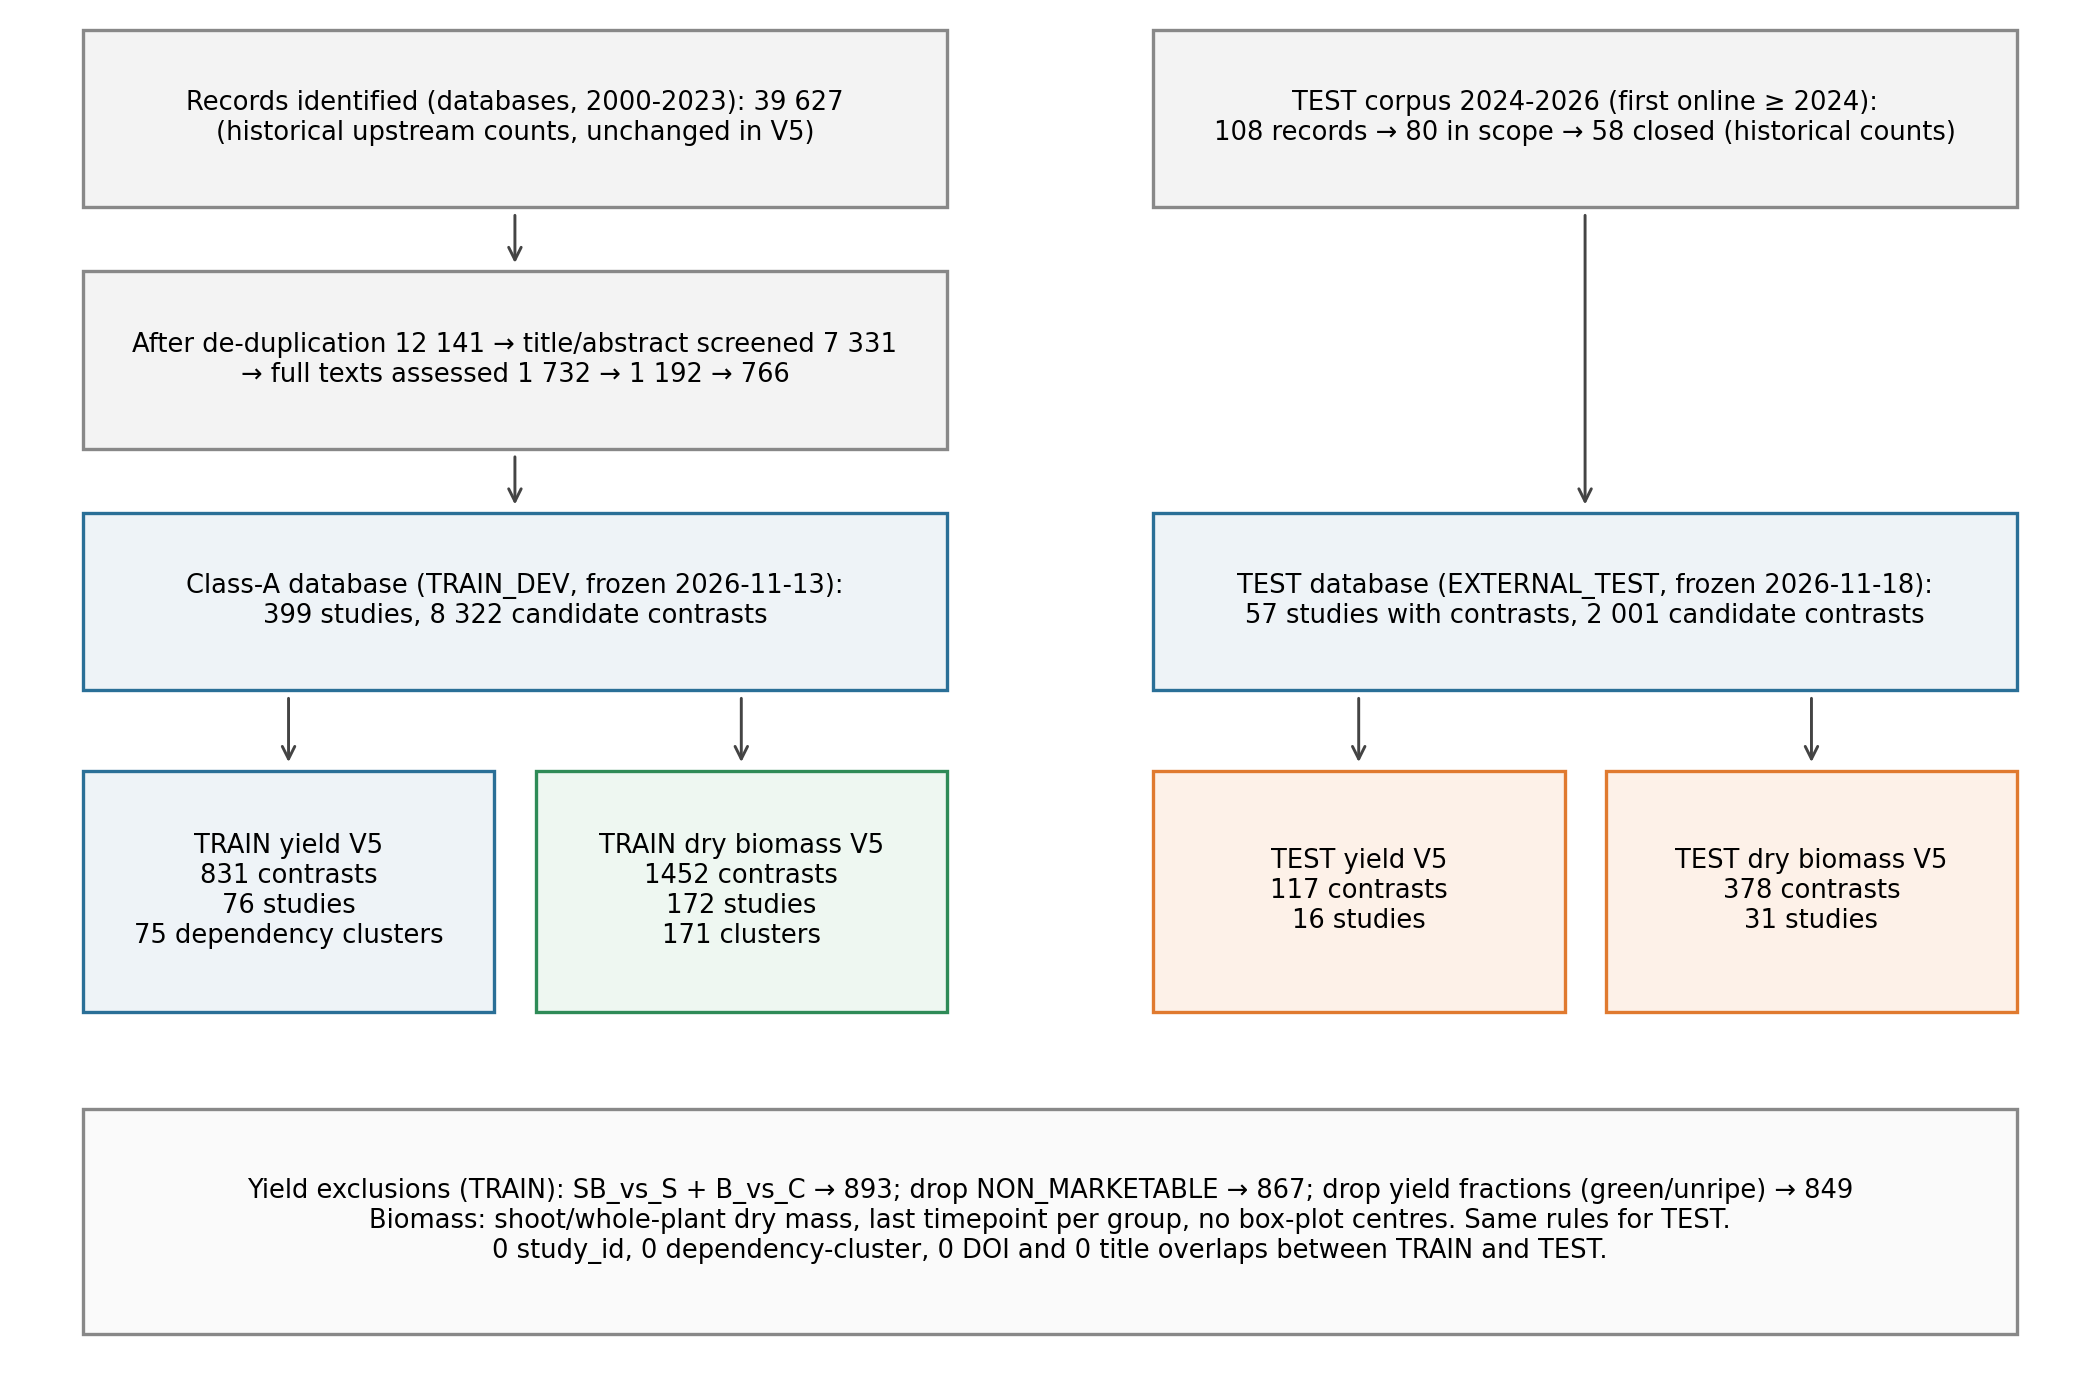 Records identified (databases, 2000-2023): 39 627
(historical upstream counts, unchanged in V5)
TEST corpus 2024-2026 (first online ≥ 2024):
108 records → 80 in scope → 58 closed (historical counts)
After de-duplication 12 141 → title/abstract screened 7 331
→ full texts assessed 1 732 → 1 192 → 766
Class-A database (TRAIN_DEV, frozen 2026-11-13):
399 studies, 8 322 candidate contrasts
TEST database (EXTERNAL_TEST, frozen 2026-11-18):
57 studies with contrasts, 2 001 candidate contrasts
TRAIN yield V5
831 contrasts
76 studies
75 dependency clusters
TRAIN dry biomass V5
1452 contrasts
172 studies
171 clusters
TEST yield V5
117 contrasts
16 studies
TEST dry biomass V5
378 contrasts
31 studies
Yield exclusions (TRAIN): SB_vs_S + B_vs_C → 893; drop NON_MARKETABLE → 867; drop yield fractions (green/unripe) → 849
Biomass: shoot/whole-plant dry mass, last timepoint per group, no box-plot centres. Same rules for TEST.
0 study_id, 0 dependency-cluster, 0 DOI and 0 title overlaps between TRAIN and TEST.